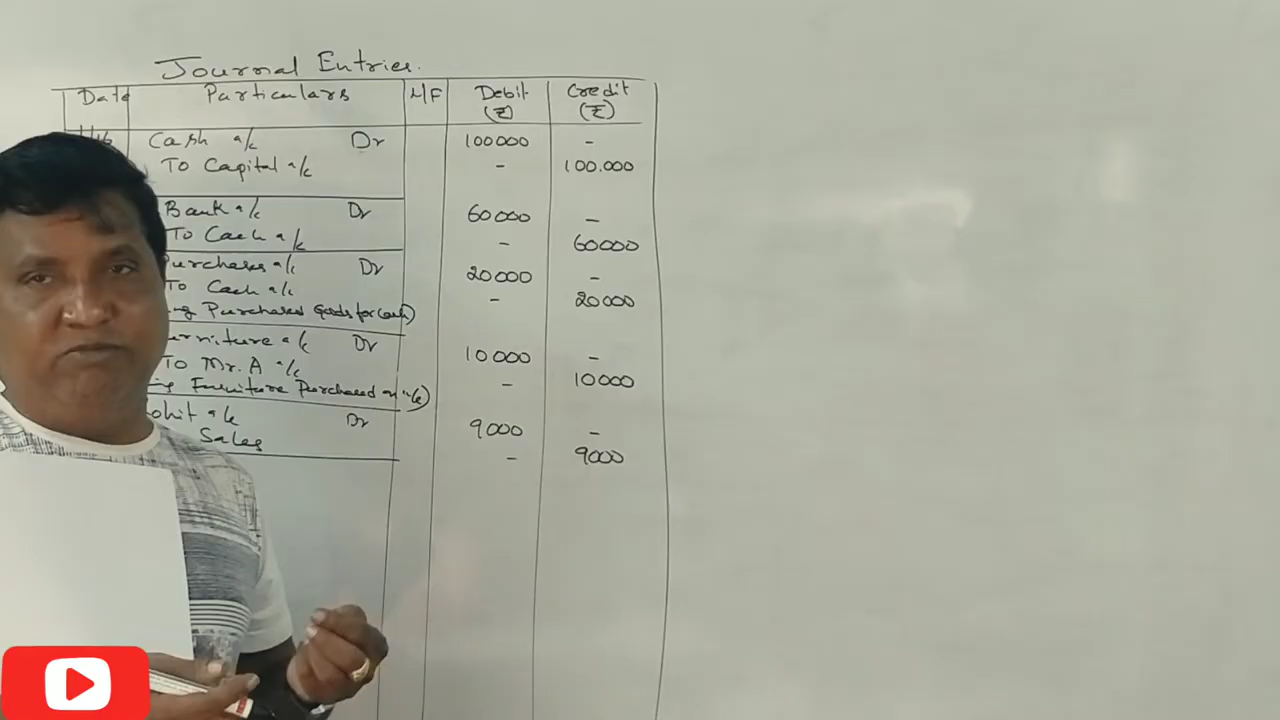 Journal Entries.
Date Particulars L/F Debit (₹) Credit (₹)
Cash a/c Dr 100000 -
To Capital a/c - 100.000
Bank a/c Dr 60000 -
To Cash a/c - 60000
Purchases a/c Dr 20000 -
To Cash a/c - 20000
Purchased Goods for Cash)
a/c Dr 10000 -
To Mr. A a/c - 10000
Furniture Purchased on a/c)
a/c Dr 9000 -
Sales - 9000